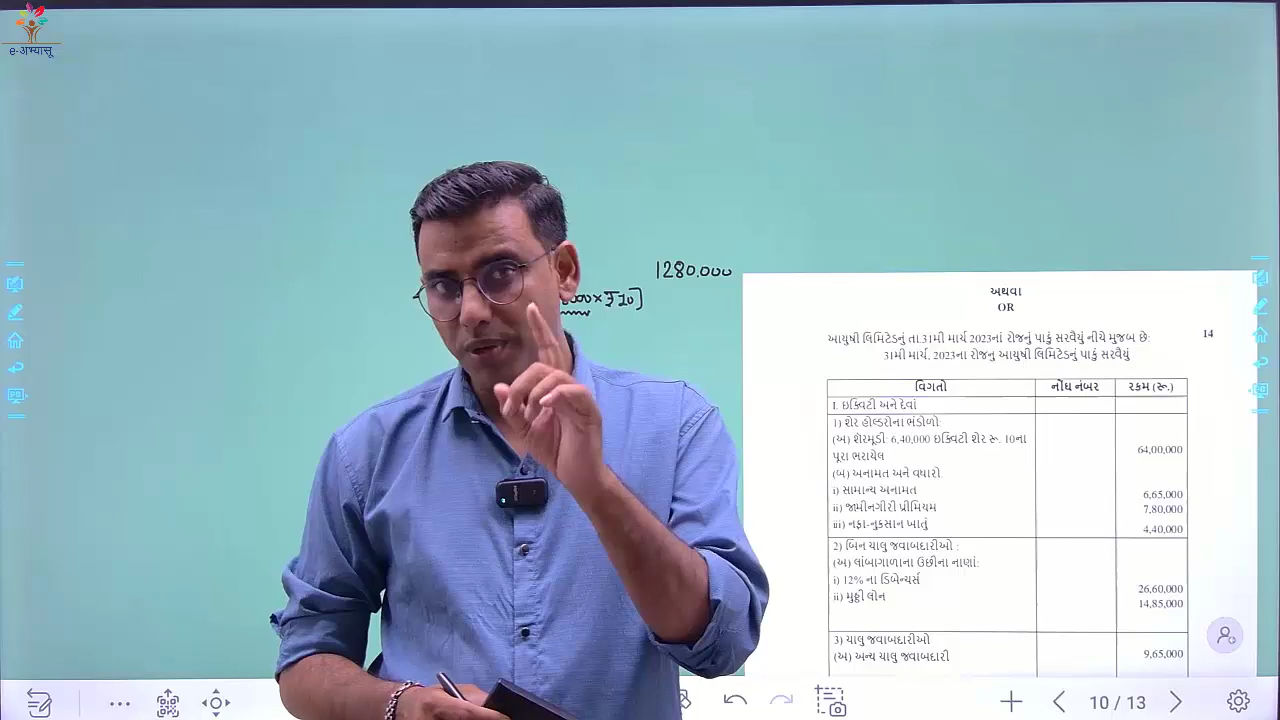 e-अभ्यासू
1280.000
000 × ₹10]
અથવા
OR
આયુષી લિમિટેડનું તા.31મી માર્ચ 2023નાં રોજનું પાકું સરવૈયું નીચે મુજબ છે: 14
31મી માર્ચ. 2023ના રોજનુ આયુષી લિમિટેડનું પાકું સરવૈયું
વિગતો નોંધ નંબર રકમ (રૂ.)
I. ઇક્વિટી અને દેવાં
1) શેર હોલ્ડરોના ભંડોળો:
(અ) શેરમૂડી: 6,40,000 ઇક્વિટી શેર રૂ. 10ના
પૂરા ભરાયેલ 64,00,000
(બ) અનામત અને વધારો
i) સામાન્ય અનામત 6,65,000
ii) જામીનગીરી પ્રીમિયમ 7,80,000
iii) નફા-નુકસાન ખાતું 4,40,000
2) બિન ચાલુ જવાબદારીઓ :
(અ) લાંબાગાળાના ઉછીના નાણાં:
i) 12% ના ડિબેન્ચર્સ 26,60,000
ii) મુદ્દતી લોન 14,85,000
3) ચાલુ જવાબદારીઓ
(અ) અન્ય ચાલુ જવાબદારી 9,65,000
10 / 13